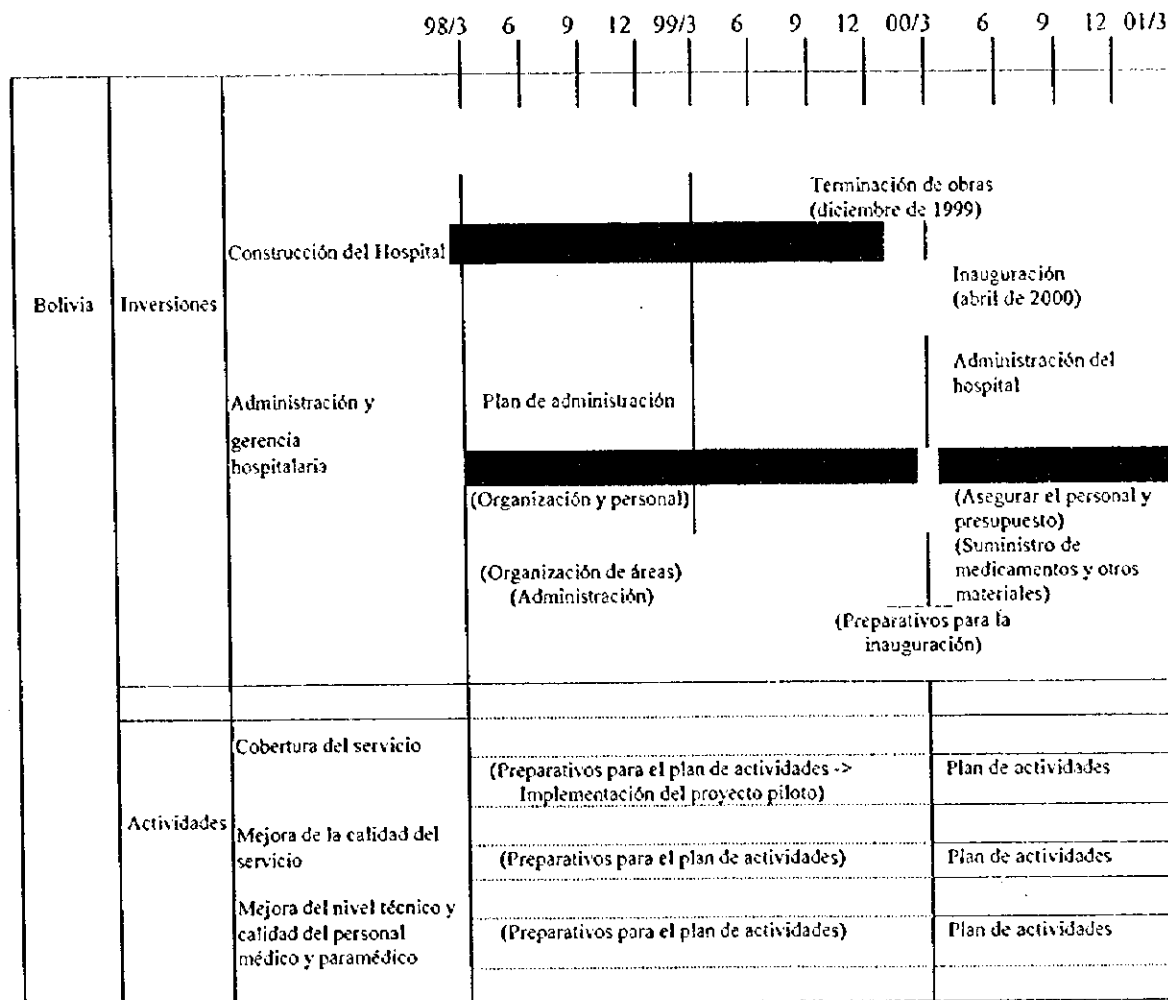 98/3 6 9 12 99/3 6 9 12 00/3 6 9 12 01/3
Terminación de obras
(diciembre de 1999)
Construcción del Hospital
Inauguración
(abril de 2000)
Bolivia
Inversiones
Administración del
hospital
Administración y
gerencia
hospitalaria
Plan de administración
(Organización y personal)
(Asegurar el personal y
presupuesto)
(Suministro de
medicamentos y otros
materiales)
(Organización de áreas)
(Administración)
(Preparativos para la
inauguración)
Actividades
Cobertura del servicio
(Preparativos para el plan de actividades ->
Implementación del proyecto piloto)
Plan de actividades
Mejora de la calidad del
servicio
(Preparativos para el plan de actividades)
Plan de actividades
Mejora del nivel técnico y
calidad del personal
médico y paramédico
(Preparativos para el plan de actividades)
Plan de actividades